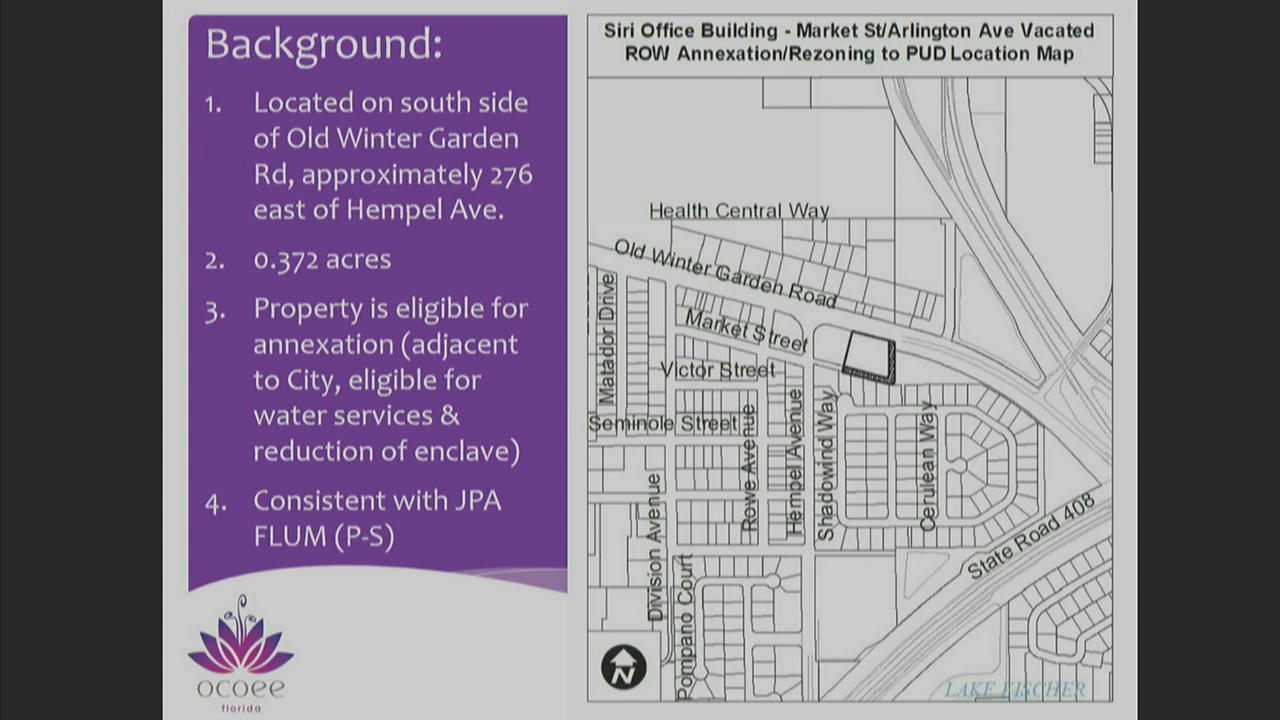 Background:
1. Located on south side
of Old Winter Garden
Rd, approximately 276
east of Hempel Ave.
2. 0.372 acres
3. Property is eligible for
annexation (adjacent
to City, eligible for
water services &
reduction of enclave)
4. Consistent with JPA
FLUM (P-S)
ocoee
florida
Siri Office Building - Market St/Arlington Ave Vacated
ROW Annexation/Rezoning to PUD Location Map
Health Central Way
Old Winter Garden Road
Matador Drive
Market Street
Victor Street
Seminole Street
Rowe Avenue
Hempel Avenue
Shadowind Way
Cerulean Way
Division Avenue
Pompano Court
State Road 408
N
LAKE FISCHER